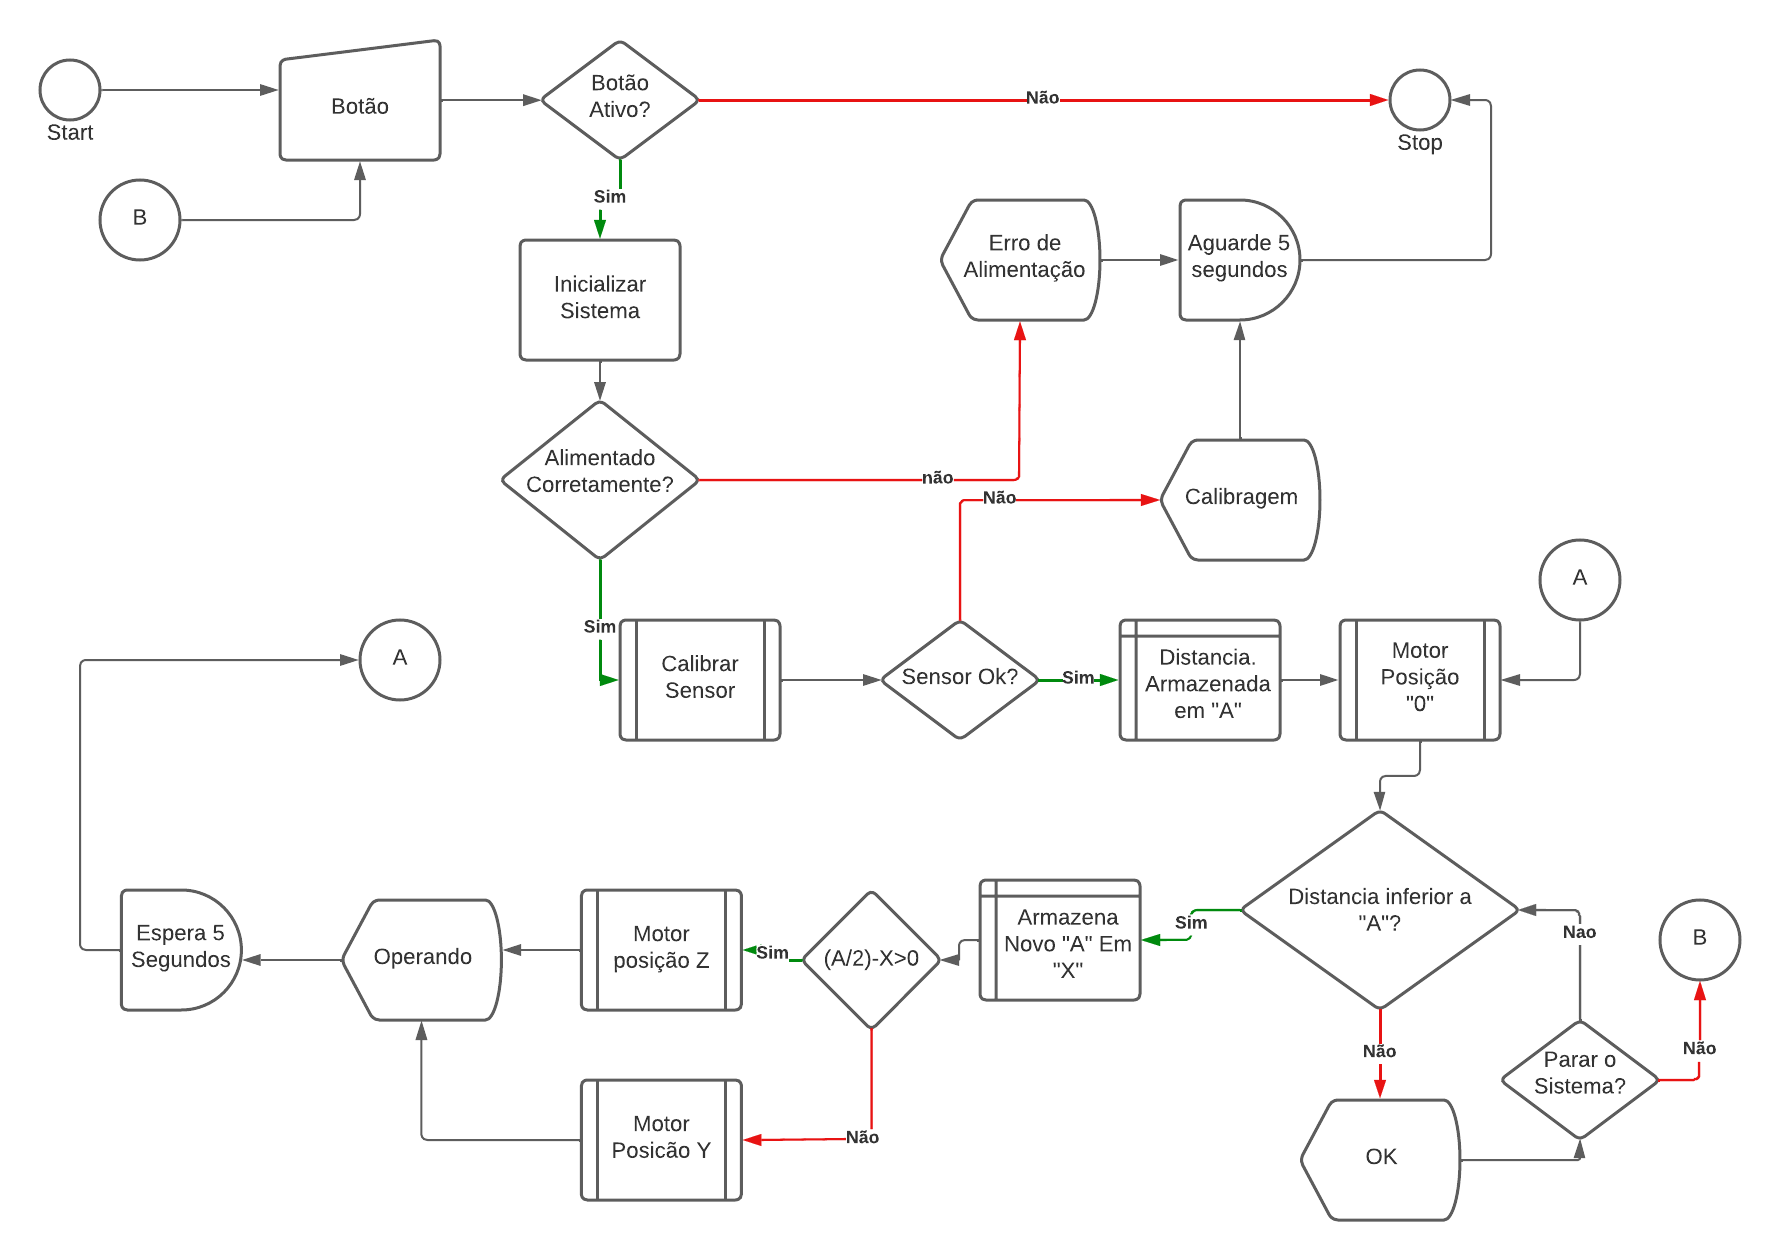 Start
Botão
Botão
Ativo?
Não
Stop
B
Sim
Inicializar
Sistema
Erro de
Alimentação
Aguarde 5
segundos
Alimentado
Corretamente?
não
Não
Calibragem
A
Sim
Calibrar
Sensor
Sensor Ok?
Sim
Distancia.
Armazenada
em "A"
Motor
Posição
"0"
A
Distancia inferior a
"A"?
Sim
Armazena
Novo "A" Em
"X"
(A/2)-X>0
Sim
Motor
posição Z
Operando
Espera 5
Segundos
Não
Motor
Posicão Y
Não
OK
Parar o
Sistema?
Nao
Não
B